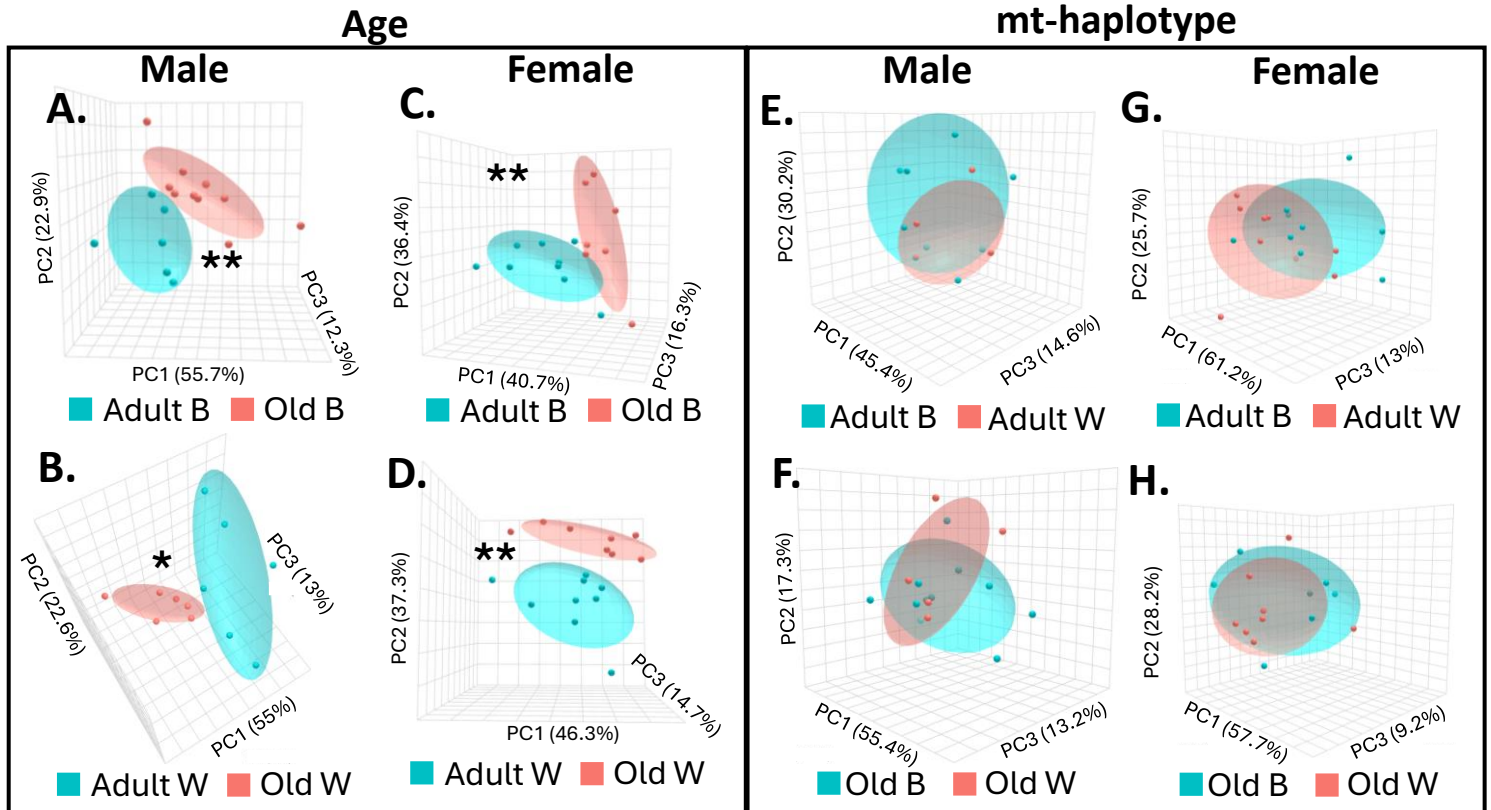 Age
mt-haplotype
Male
Female
Male
Female
A.
PC2 (22.9%)
**
PC3 (12.3%)
PC1 (55.7%)
Adult B Old B
C.
**
PC2 (36.4%)
PC3 (16.3%)
PC1 (40.7%)
Adult B Old B
E.
PC2 (30.2%)
PC1 (45.4%)
PC3 (14.6%)
Adult B Adult W
G.
PC2 (25.7%)
PC1 (61.2%)
PC3 (13%)
Adult B Adult W
B.
*
PC2 (22.6%)
PC3 (13%)
PC1 (55%)
Adult W Old W
D.
**
PC2 (37.3%)
PC3 (14.7%)
PC1 (46.3%)
Adult W Old W
F.
PC2 (17.3%)
PC1 (55.4%)
PC3 (13.2%)
Old B Old W
H.
PC2 (28.2%)
PC1 (57.7%)
PC3 (9.2%)
Old B Old W